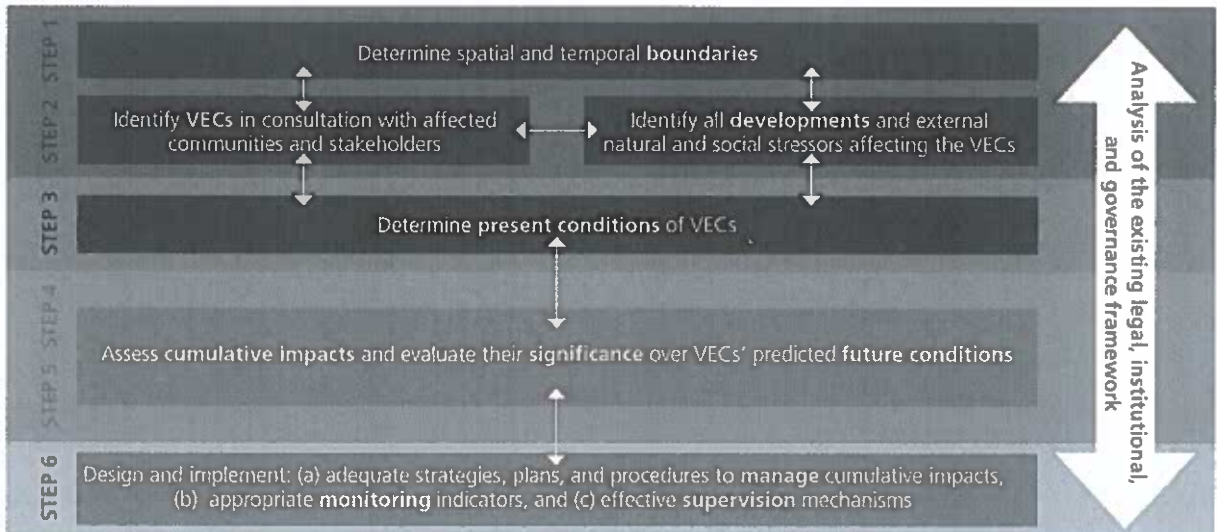 STEP 1
Determine spatial and temporal boundaries
STEP 2
Identify VECs in consultation with affected
communities and stakeholders
Identify all developments and external
natural and social stressors affecting the VECs
STEP 3
Determine present conditions of VECs
STEP 4
STEP 5
Assess cumulative impacts and evaluate their significance over VECs' predicted future conditions
STEP 6
Design and implement: (a) adequate strategies, plans, and procedures to manage cumulative impacts,
(b) appropriate monitoring indicators, and (c) effective supervision mechanisms
Analysis of the existing legal, institutional,
and governance framework